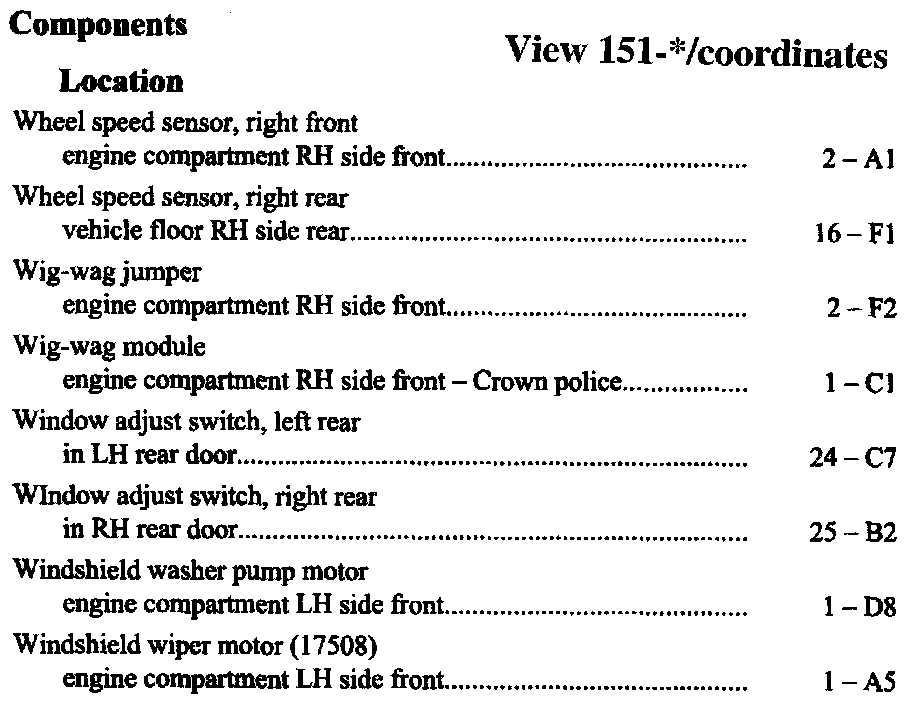 Components
View 151-*/coordinates
Location
Wheel speed sensor, right front
engine compartment RH side front............................................. 2 – A1
Wheel speed sensor, right rear
vehicle floor RH side rear............................................................ 16 – F1
Wig-wag jumper
engine compartment RH side front............................................. 2 – F2
Wig-wag module
engine compartment RH side front – Crown police................... 1 – C1
Window adjust switch, left rear
in LH rear door............................................................................. 24 – C7
WIndow adjust switch, right rear
in RH rear door............................................................................. 25 – B2
Windshield washer pump motor
engine compartment LH side front.............................................. 1 – D8
Windshield wiper motor (17508)
engine compartment LH side front.............................................. 1 – A5